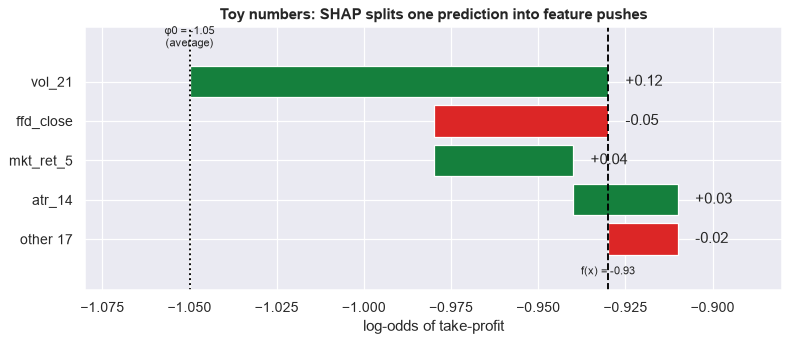 Toy numbers: SHAP splits one prediction into feature pushes
φ0 = -1.05
(average)
vol_21
+0.12
ffd_close
-0.05
mkt_ret_5
+0.04
atr_14
+0.03
other 17
-0.02
f(x) = -0.93
−1.075
−1.050
−1.025
−1.000
−0.975
−0.950
−0.925
−0.900
log-odds of take-profit